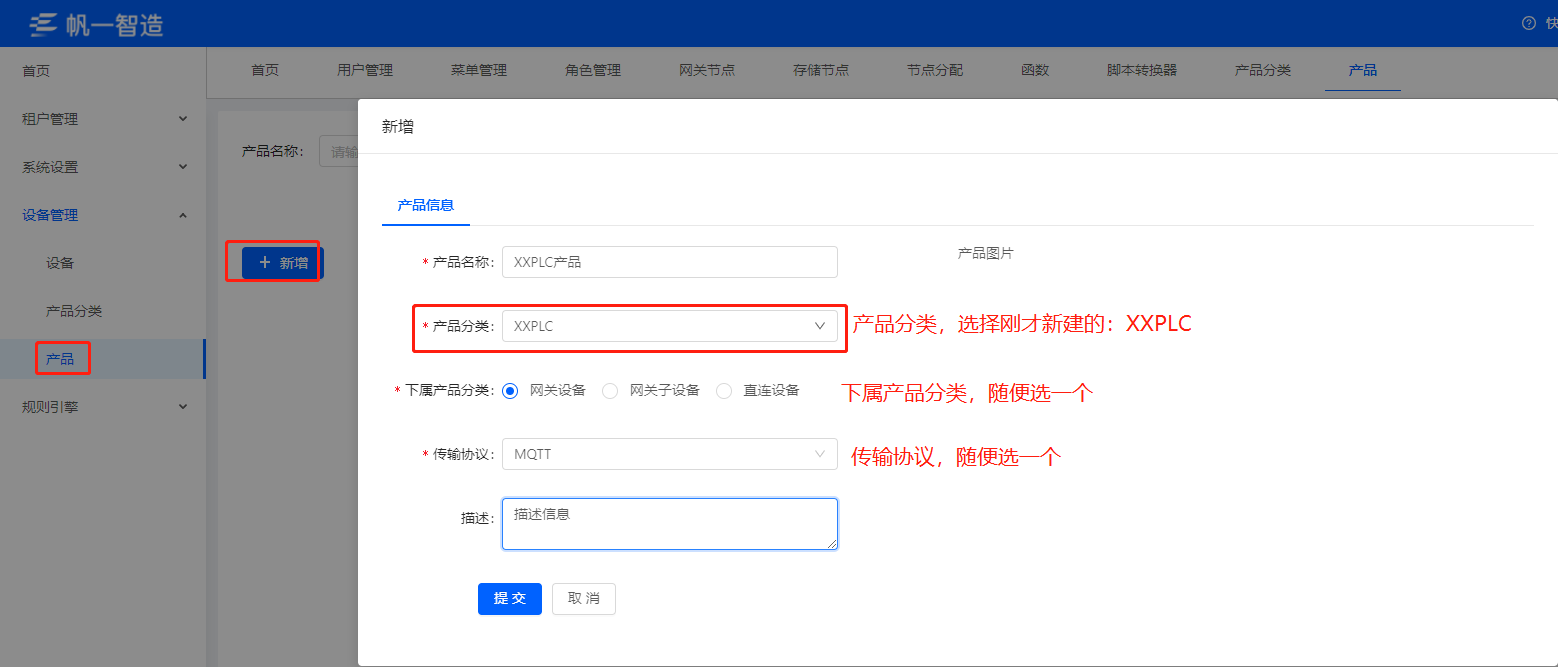 帆一智造
快
首页
租户管理
系统设置
设备管理
设备
产品分类
产品
规则引擎
首页 用户管理 菜单管理 角色管理 网关节点 存储节点 节点分配 函数 脚本转换器 产品分类 产品
产品名称: 请输
+ 新增
新增
产品信息
* 产品名称: XXPLC产品
产品图片
* 产品分类: XXPLC
产品分类，选择刚才新建的：XXPLC
* 下属产品分类: 网关设备 网关子设备 直连设备
下属产品分类，随便选一个
* 传输协议: MQTT
传输协议，随便选一个
描述: 描述信息
提 交 取 消